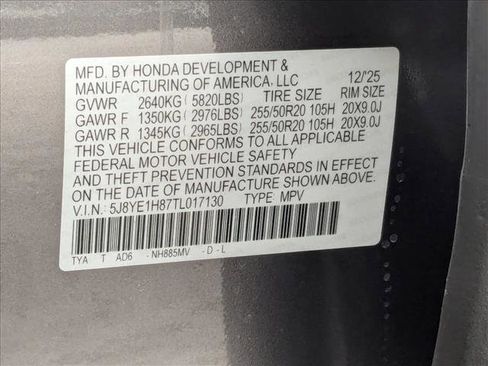 MFD. BY HONDA DEVELOPMENT &
MANUFACTURING OF AMERICA. LLC 12/'25
GVWR 2640KG (5820LBS) TIRE SIZE RIM SIZE
GAWR F 1350KG (2976LBS) 255/50R20 105H 20X9.0J
GAWR R 1345KG (2965LBS) 255/50R20 105H 20X9.0J
THIS VEHICLE CONFORMS TO ALL APPLICABLE
FEDERAL MOTOR VEHICLE SAFETY
AND THEFT PREVENTION STANDARDS IN EFFECT
ON THE DATE OF MANUFACTURE SHOWN ABOVE.
V.I.N.: 5J8YE1H87TL017130 TYPE: MPV
TYA T AD6 - NH885MV - D - L